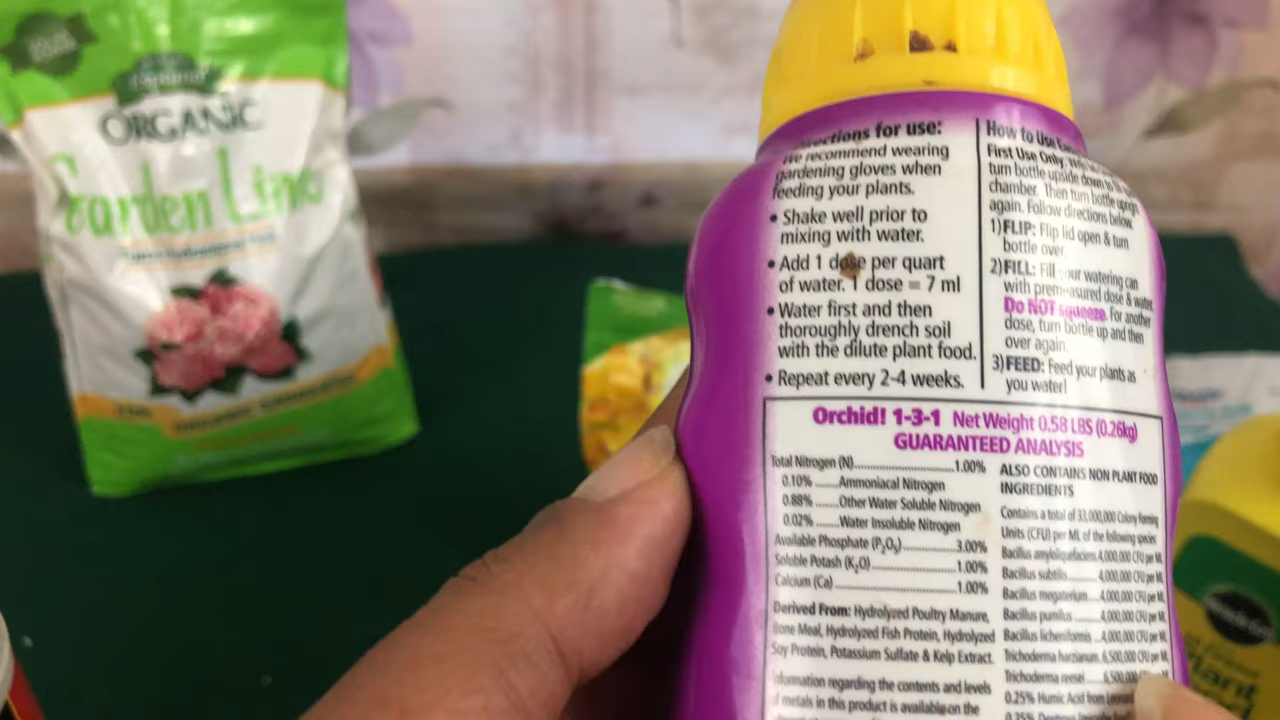 ORGANIC
Garden Lime
Directions for use:
We recommend wearing
gardening gloves when
feeding your plants.
• Shake well prior to
mixing with water.
• Add 1 dose per quart
of water. 1 dose = 7 ml
• Water first and then
thoroughly drench soil
with the dilute plant food.
• Repeat every 2-4 weeks.
How to Use
First Use Only:
turn bottle upside down to
chamber. Then turn bottle upright
again. Follow directions below.
1) FLIP: Flip lid open & turn
bottle over.
2) FILL: Fill your watering can
with premeasured dose & water.
Do NOT squeeze. For another
dose, turn bottle up and then
over again.
3) FEED: Feed your plants as
you water!
Orchid! 1-3-1 Net Weight 0.58 LBS (0.26kg)
GUARANTEED ANALYSIS
Total Nitrogen (N)..........1.00%
0.10% ......Ammoniacal Nitrogen
0.88% ......Other Water Soluble Nitrogen
0.02% ......Water Insoluble Nitrogen
Available Phosphate (P₂O₅)..........3.00%
Soluble Potash (K₂O)..........1.00%
Calcium (Ca)..........1.00%
Derived From: Hydrolyzed Poultry Manure,
Bone Meal, Hydrolyzed Fish Protein, Hydrolyzed
Soy Protein, Potassium Sulfate & Kelp Extract.
Information regarding the contents and levels
of metals in this product is available on the
ALSO CONTAINS NON PLANT FOOD
INGREDIENTS
Contains a total of 33,000,000 Colony Forming
Units (CFU) per ML of the following species
Bacillus amyloliquefaciens 4,000,000 CFU per ML
Bacillus subtilis..........4,000,000 CFU per ML
Bacillus megaterium.....4,000,000 CFU per ML
Bacillus pumilus..........4,000,000 CFU per ML
Bacillus licheniformis...4,000,000 CFU per ML
Trichoderma harzianum 6,500,000 CFU per ML
Trichoderma reesei......6,500,000
0.25% Humic Acid from
Plant